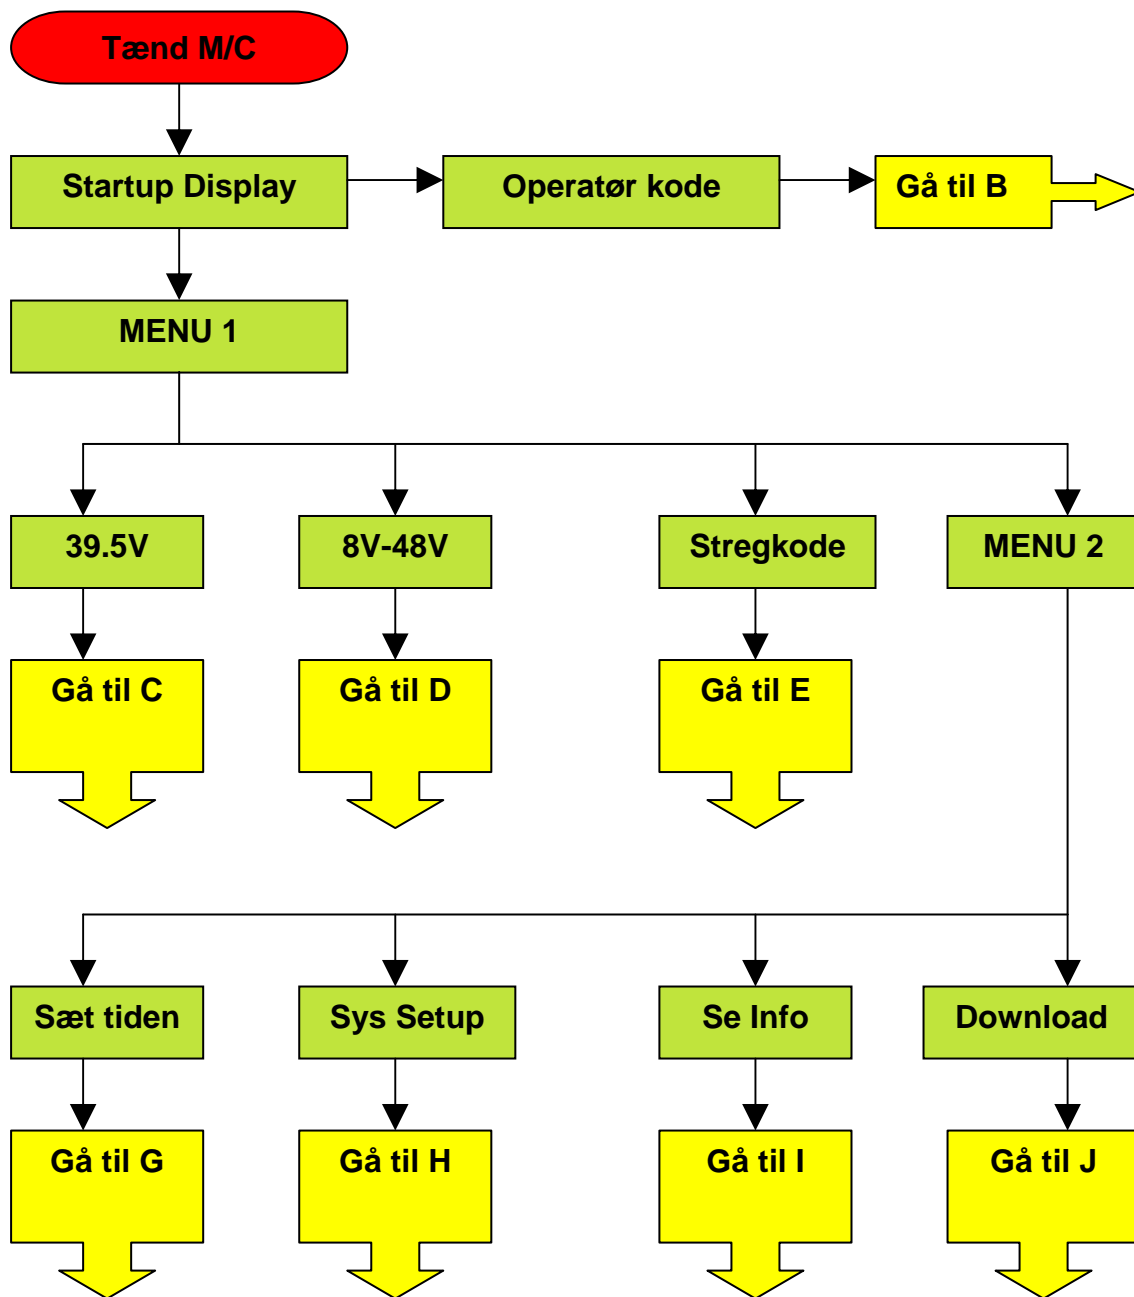 Tænd M/C
Startup Display
Operatør kode
Gå til B
MENU 1
39.5V
8V-48V
Stregkode
MENU 2
Gå til C
Gå til D
Gå til E
Sæt tiden
Sys Setup
Se Info
Download
Gå til G
Gå til H
Gå til I
Gå til J